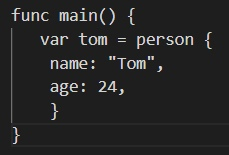 func main() {
   var tom = person {
    name: "Tom",
    age: 24,
    }
}